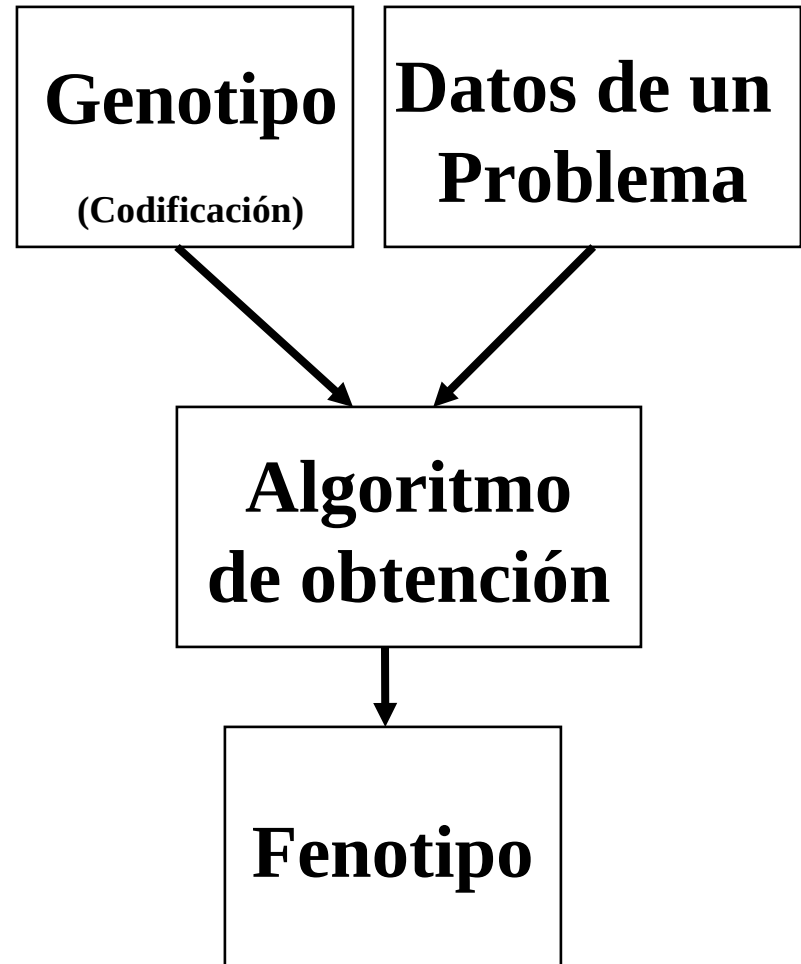 Genotipo
(Codificación)
Datos de un
Problema
Algoritmo
de obtención
Fenotipo